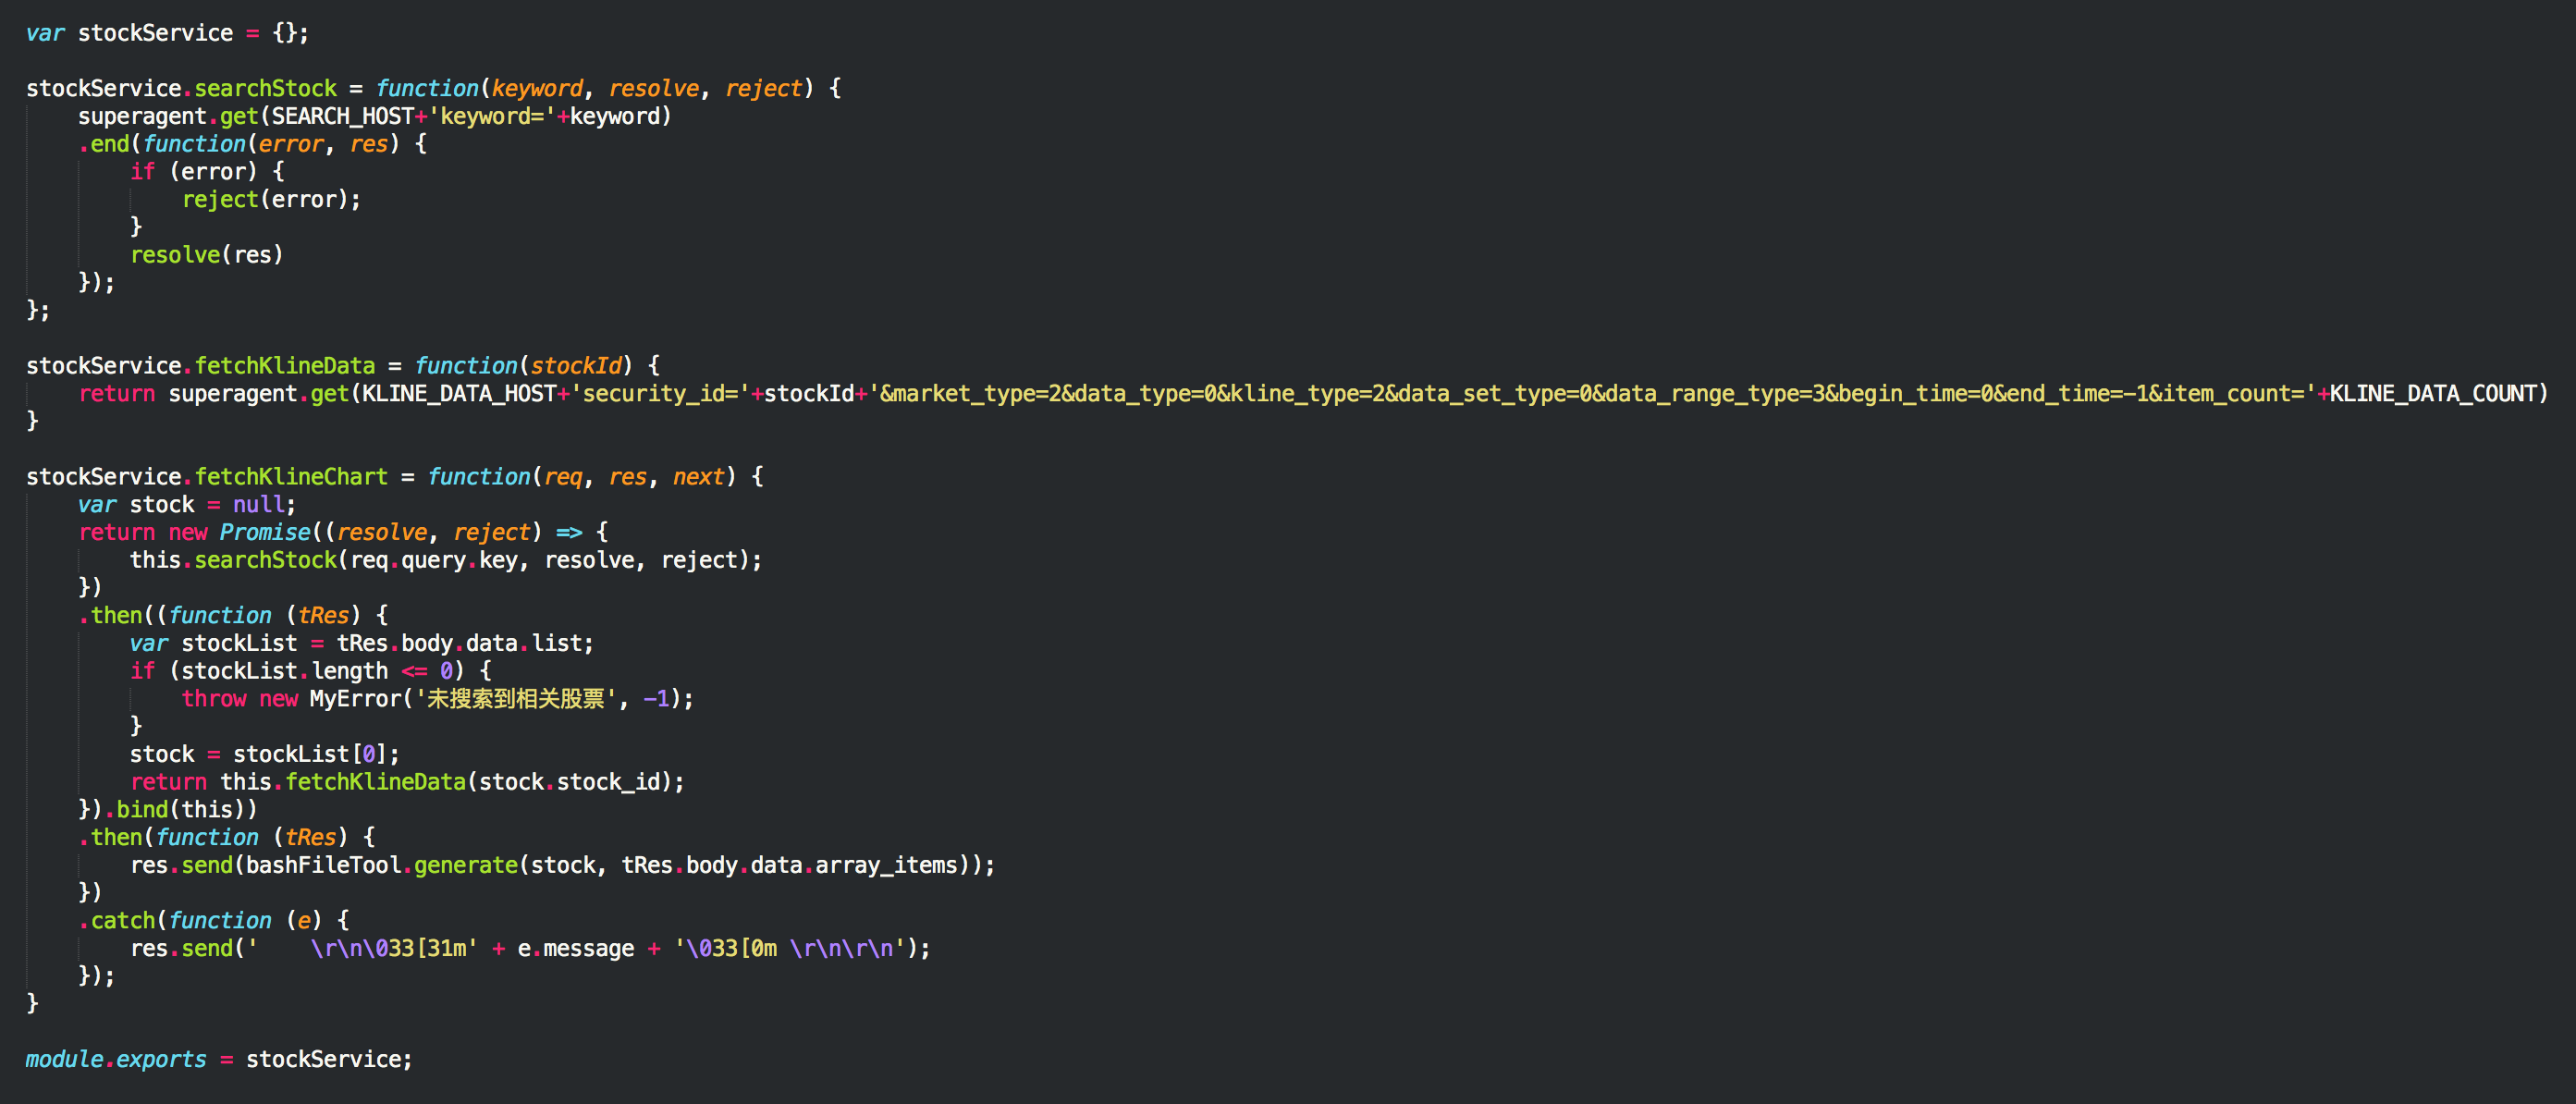 var stockService = {};
stockService.searchStock = function(keyword, resolve, reject) {
superagent.get(SEARCH_HOST+'keyword='+keyword)
.end(function(error, res) {
if (error) {
reject(error);
}
resolve(res)
});
};
stockService.fetchKlineData = function(stockId) {
return superagent.get(KLINE_DATA_HOST+'security_id='+stockId+'&market_type=2&data_type=0&kline_type=2&data_set_type=0&data_range_type=3&begin_time=0&end_time=-1&item_count='+KLINE_DATA_COUNT)
}
stockService.fetchKlineChart = function(req, res, next) {
var stock = null;
return new Promise((resolve, reject) => {
this.searchStock(req.query.key, resolve, reject);
})
.then((function (tRes) {
var stockList = tRes.body.data.list;
if (stockList.length <= 0) {
throw new MyError('未搜索到相关股票', -1);
}
stock = stockList[0];
return this.fetchKlineData(stock.stock_id);
}).bind(this))
.then(function (tRes) {
res.send(bashFileTool.generate(stock, tRes.body.data.array_items));
})
.catch(function (e) {
res.send('    \r\n\033[31m' + e.message + '\033[0m \r\n\r\n');
});
}
module.exports = stockService;